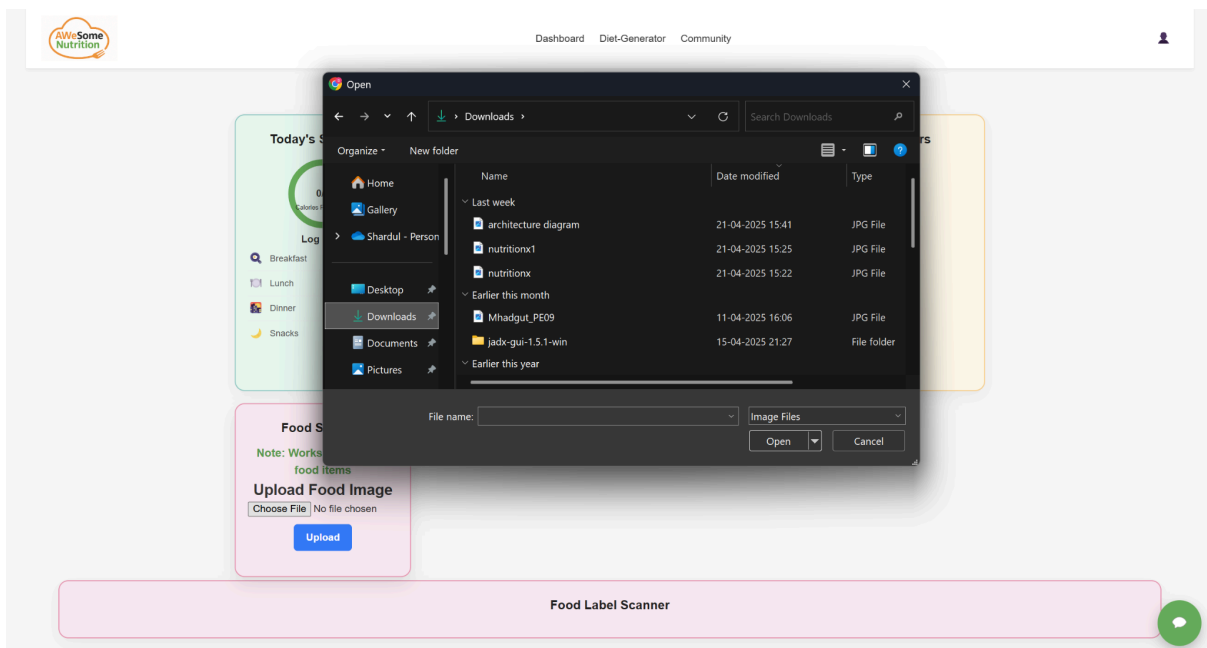 AWeSome
Nutrition
Dashboard Diet-Generator Community
Open
Downloads
Search Downloads
Organize New folder
Home
Gallery
Shardul - Person
Desktop
Downloads
Documents
Pictures
Name Date modified Type
Last week
architecture diagram 21-04-2025 15:41 JPG File
nutritionx1 21-04-2025 15:25 JPG File
nutritionx 21-04-2025 15:22 JPG File
Earlier this month
Mhadgut_PE09 11-04-2025 16:06 JPG File
jadx-gui-1.5.1-win 15-04-2025 21:27 File folder
Earlier this year
File name: Image Files
Open Cancel
Today's S
rs
0
Calories
Log
Breakfast
Lunch
Dinner
Snacks
Food S
Note: Works
food items
Upload Food Image
Choose File No file chosen
Upload
Food Label Scanner